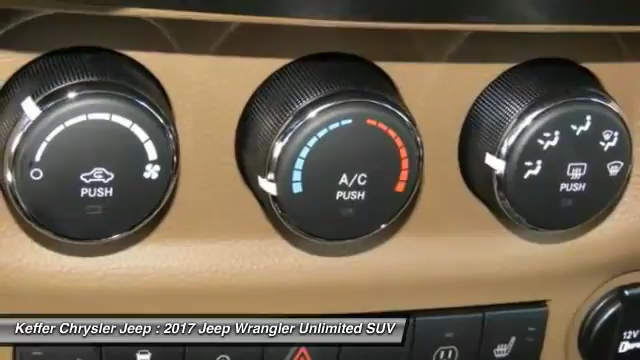 PUSH
A/C
PUSH
PUSH
12V
Keffer Chrysler Jeep : 2017 Jeep Wrangler Unlimited SUV